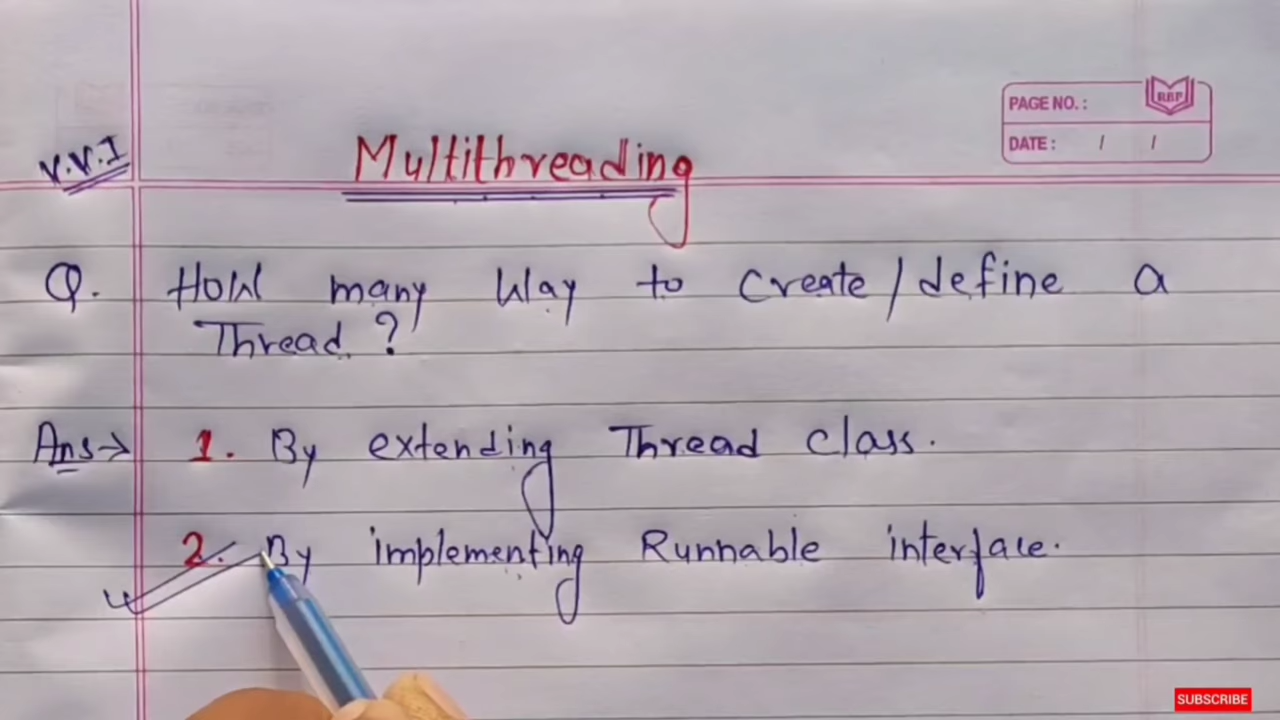 PAGE NO. :
RBP
DATE : / /
V.V.I
Multithreading
Q. How many way to create/define a
Thread ?
Ans→ 1. By extending Thread class.
2. By implementing Runnable interface.
SUBSCRIBE